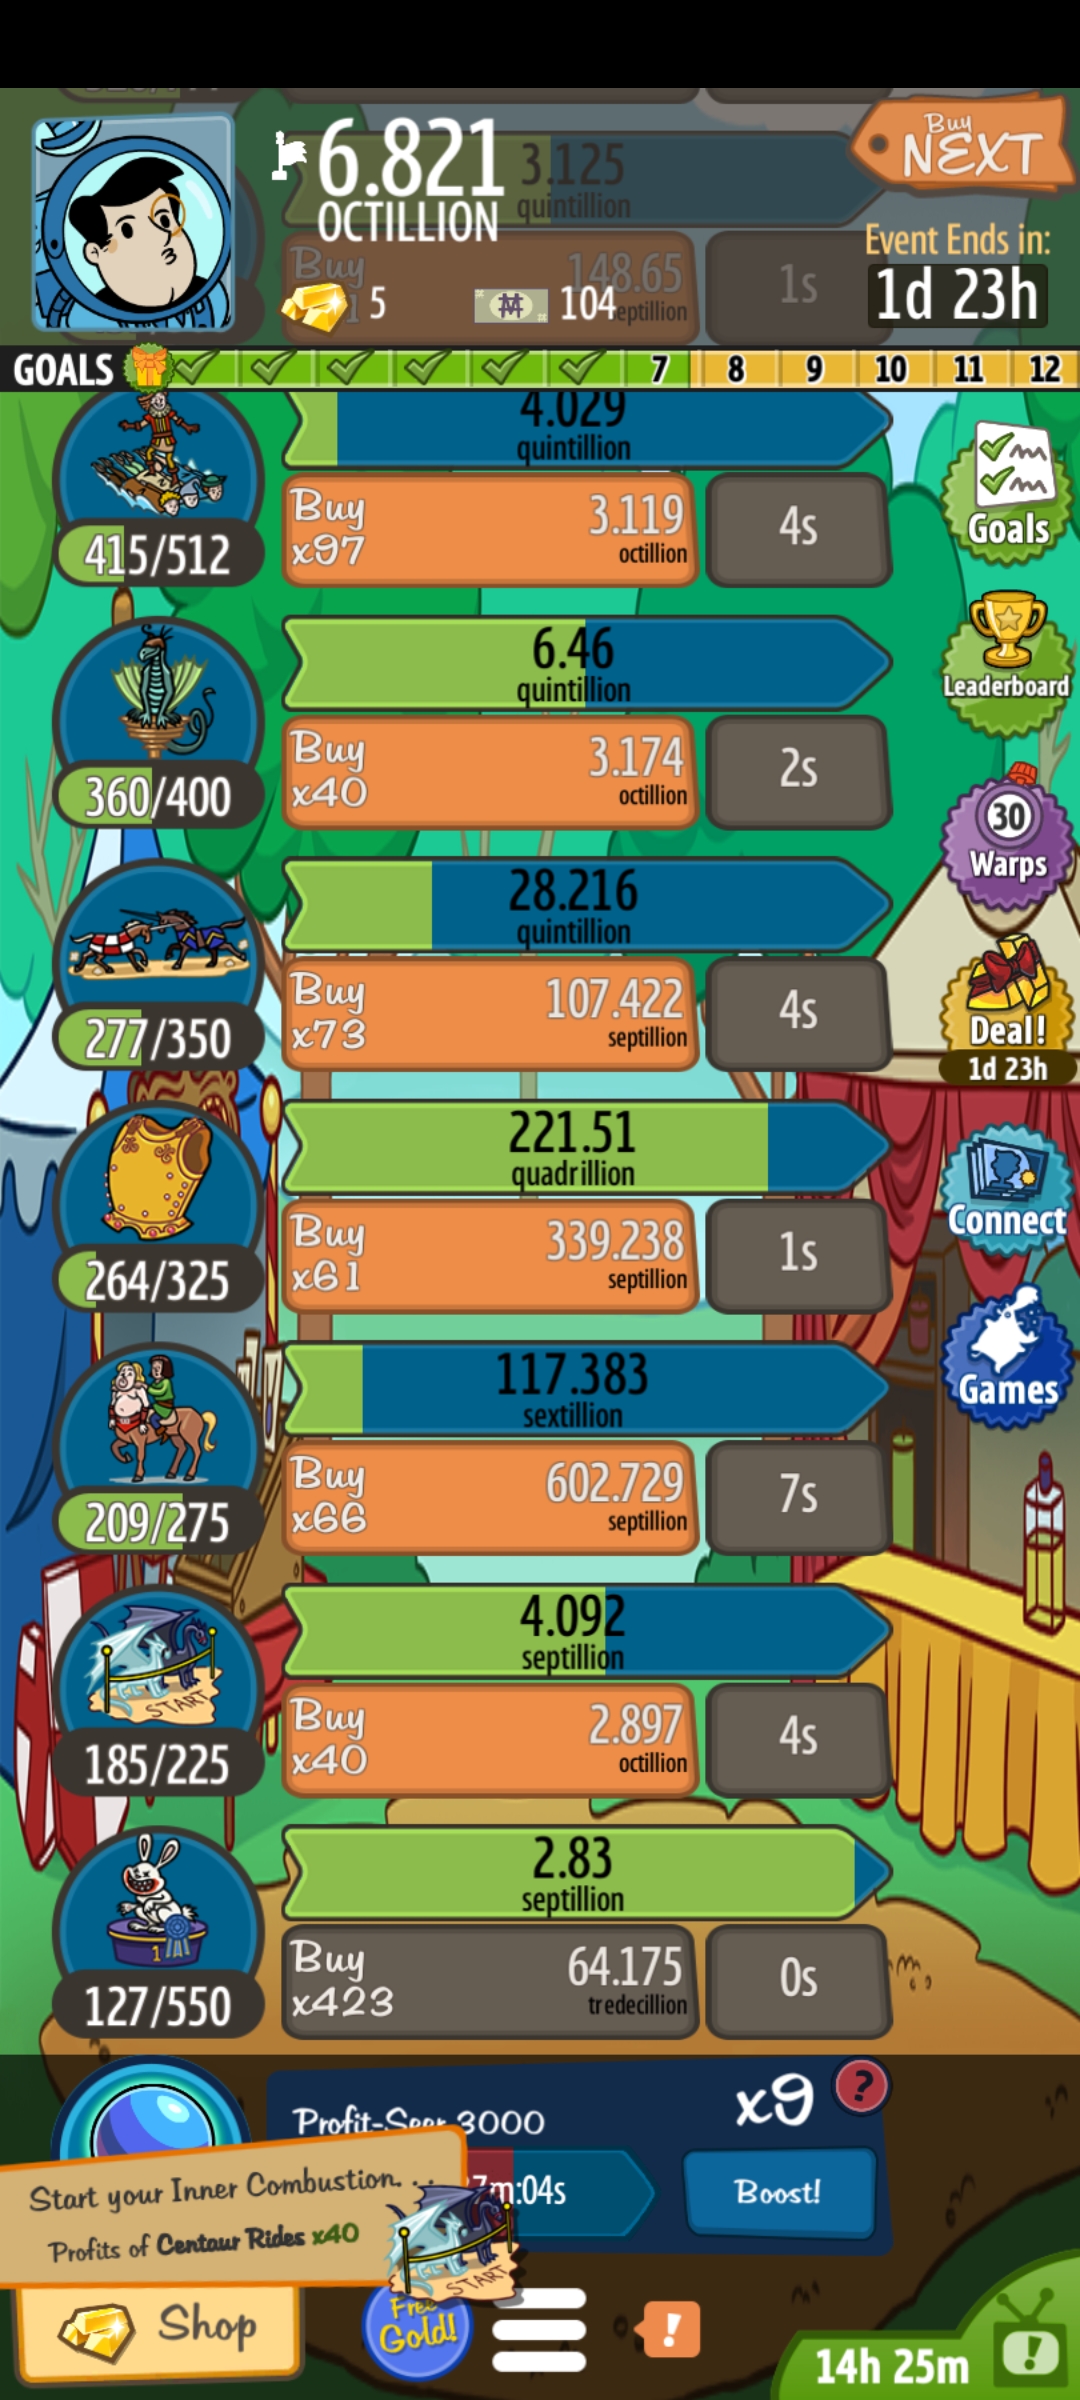 6.821
OCTILLION
3.125
quintillion
Buy
NEXT
Event Ends in:
1d 23h
Buy
148.65
1s
5
104
GOALS
7 8 9 10 11 12
4.029
quintillion
415/512
Buy
x97
3.119
octillion
4s
Goals
6.46
quintillion
360/400
Buy
x40
3.174
octillion
2s
Leaderboard
30
Warps
28.216
quintillion
277/350
Buy
x73
107.422
septillion
4s
Deal!
1d 23h
221.51
quadrillion
264/325
Buy
x61
339.238
septillion
1s
Connect
117.383
sextillion
209/275
Buy
x66
602.729
septillion
7s
Games
4.092
septillion
START
185/225
Buy
x40
2.897
octillion
4s
2.83
septillion
1
127/550
Buy
x423
64.175
tredecillion
0s
Profit-Seer 3000
x9
?
7m:04s
Boost!
Start your Inner Combustion. . .
Profits of Centaur Rides x40
START
Shop
Free
Gold!
!
14h 25m
!